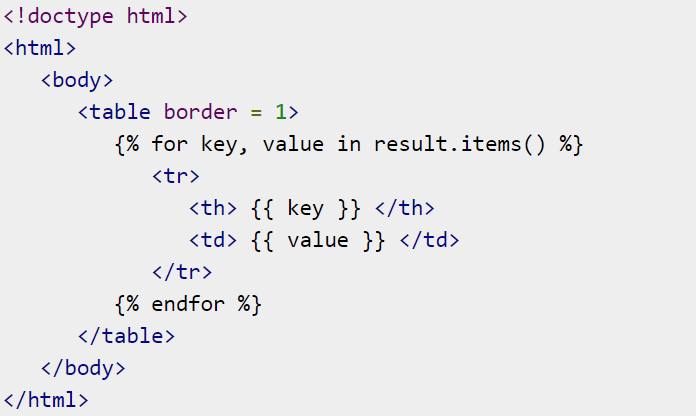 <!doctype html>
<html>
   <body>
      <table border = 1>
         {% for key, value in result.items() %}
            <tr>
               <th> {{ key }} </th>
               <td> {{ value }} </td>
            </tr>
         {% endfor %}
      </table>
   </body>
</html>